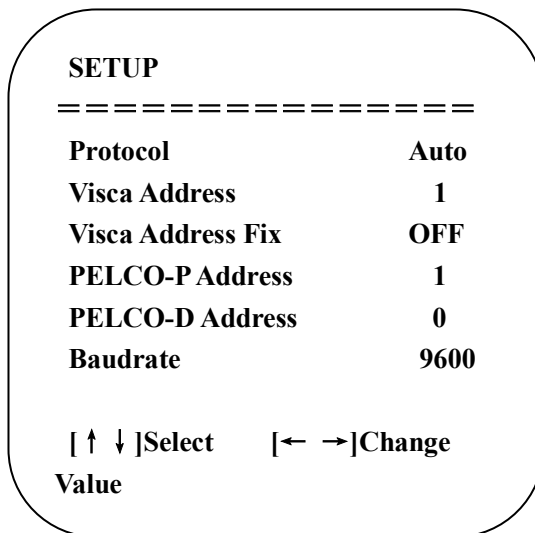 SETUP
===============
Protocol Auto
Visca Address 1
Visca Address Fix OFF
PELCO-P Address 1
PELCO-D Address 0
Baudrate 9600
[↑ ↓]Select [← →]Change
Value